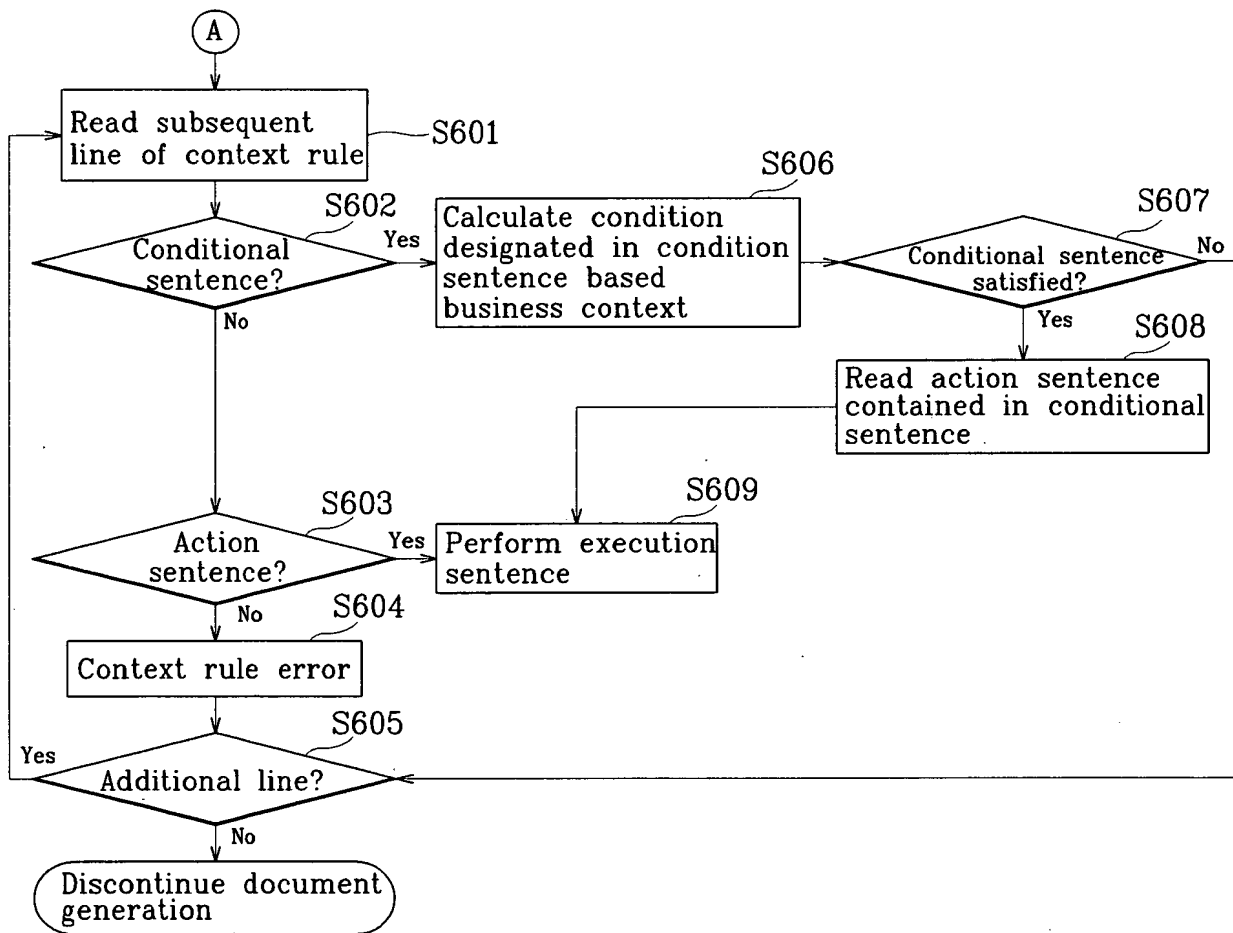 A
Read subsequent
line of context rule
S601
S602
Conditional
sentence?
Yes
No
S606
Calculate condition
designated in condition
sentence based
business context
S607
Conditional sentence
satisfied?
No
Yes
S608
Read action sentence
contained in conditional
sentence
S603
Action
sentence?
Yes
No
S609
Perform execution
sentence
S604
Context rule error
S605
Additional line?
Yes
No
Discontinue document
generation